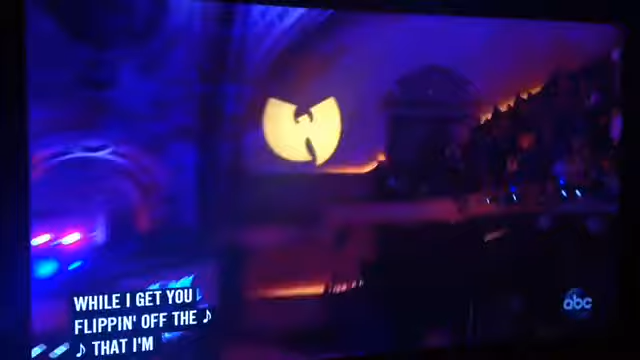 WHILE I GET YOU
FLIPPIN' OFF THE ♪
♪ THAT I'M
abc